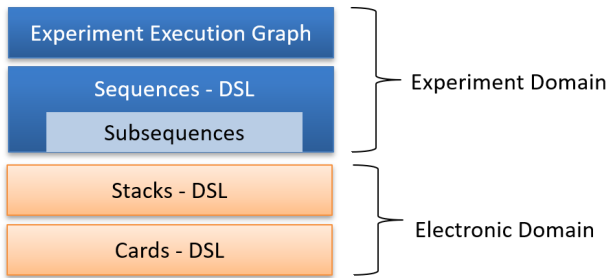 Experiment Execution Graph
Sequences - DSL
Subsequences
Experiment Domain
Stacks - DSL
Cards - DSL
Electronic Domain